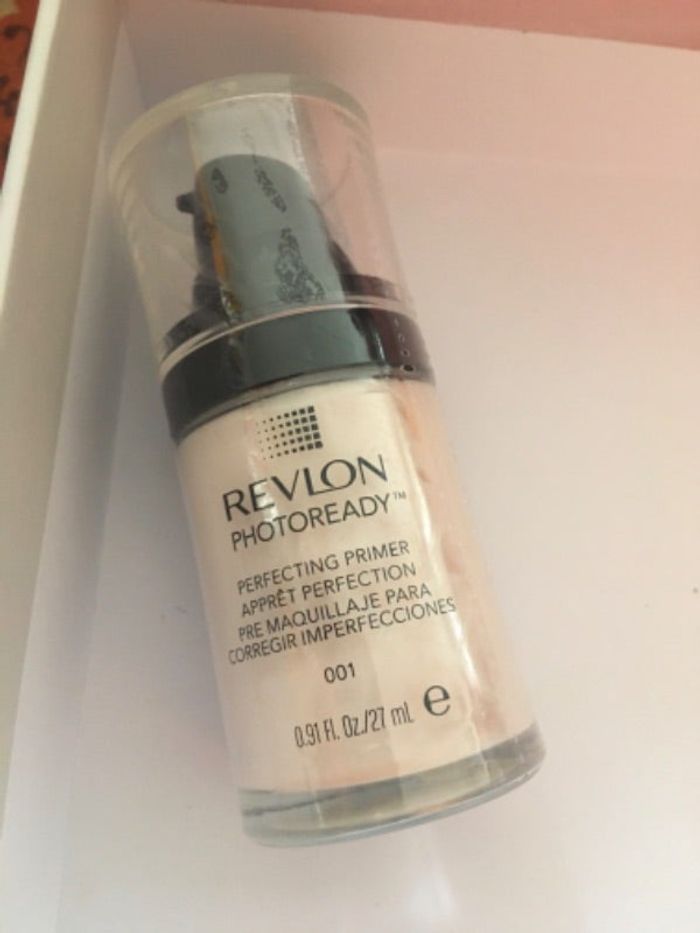 REVLON
PHOTOREADY™
PERFECTING PRIMER
APPRÊT PERFECTION
PRE MAQUILLAJE PARA
CORREGIR IMPERFECCIONES
001
0.91 Fl. Oz./27 mL e